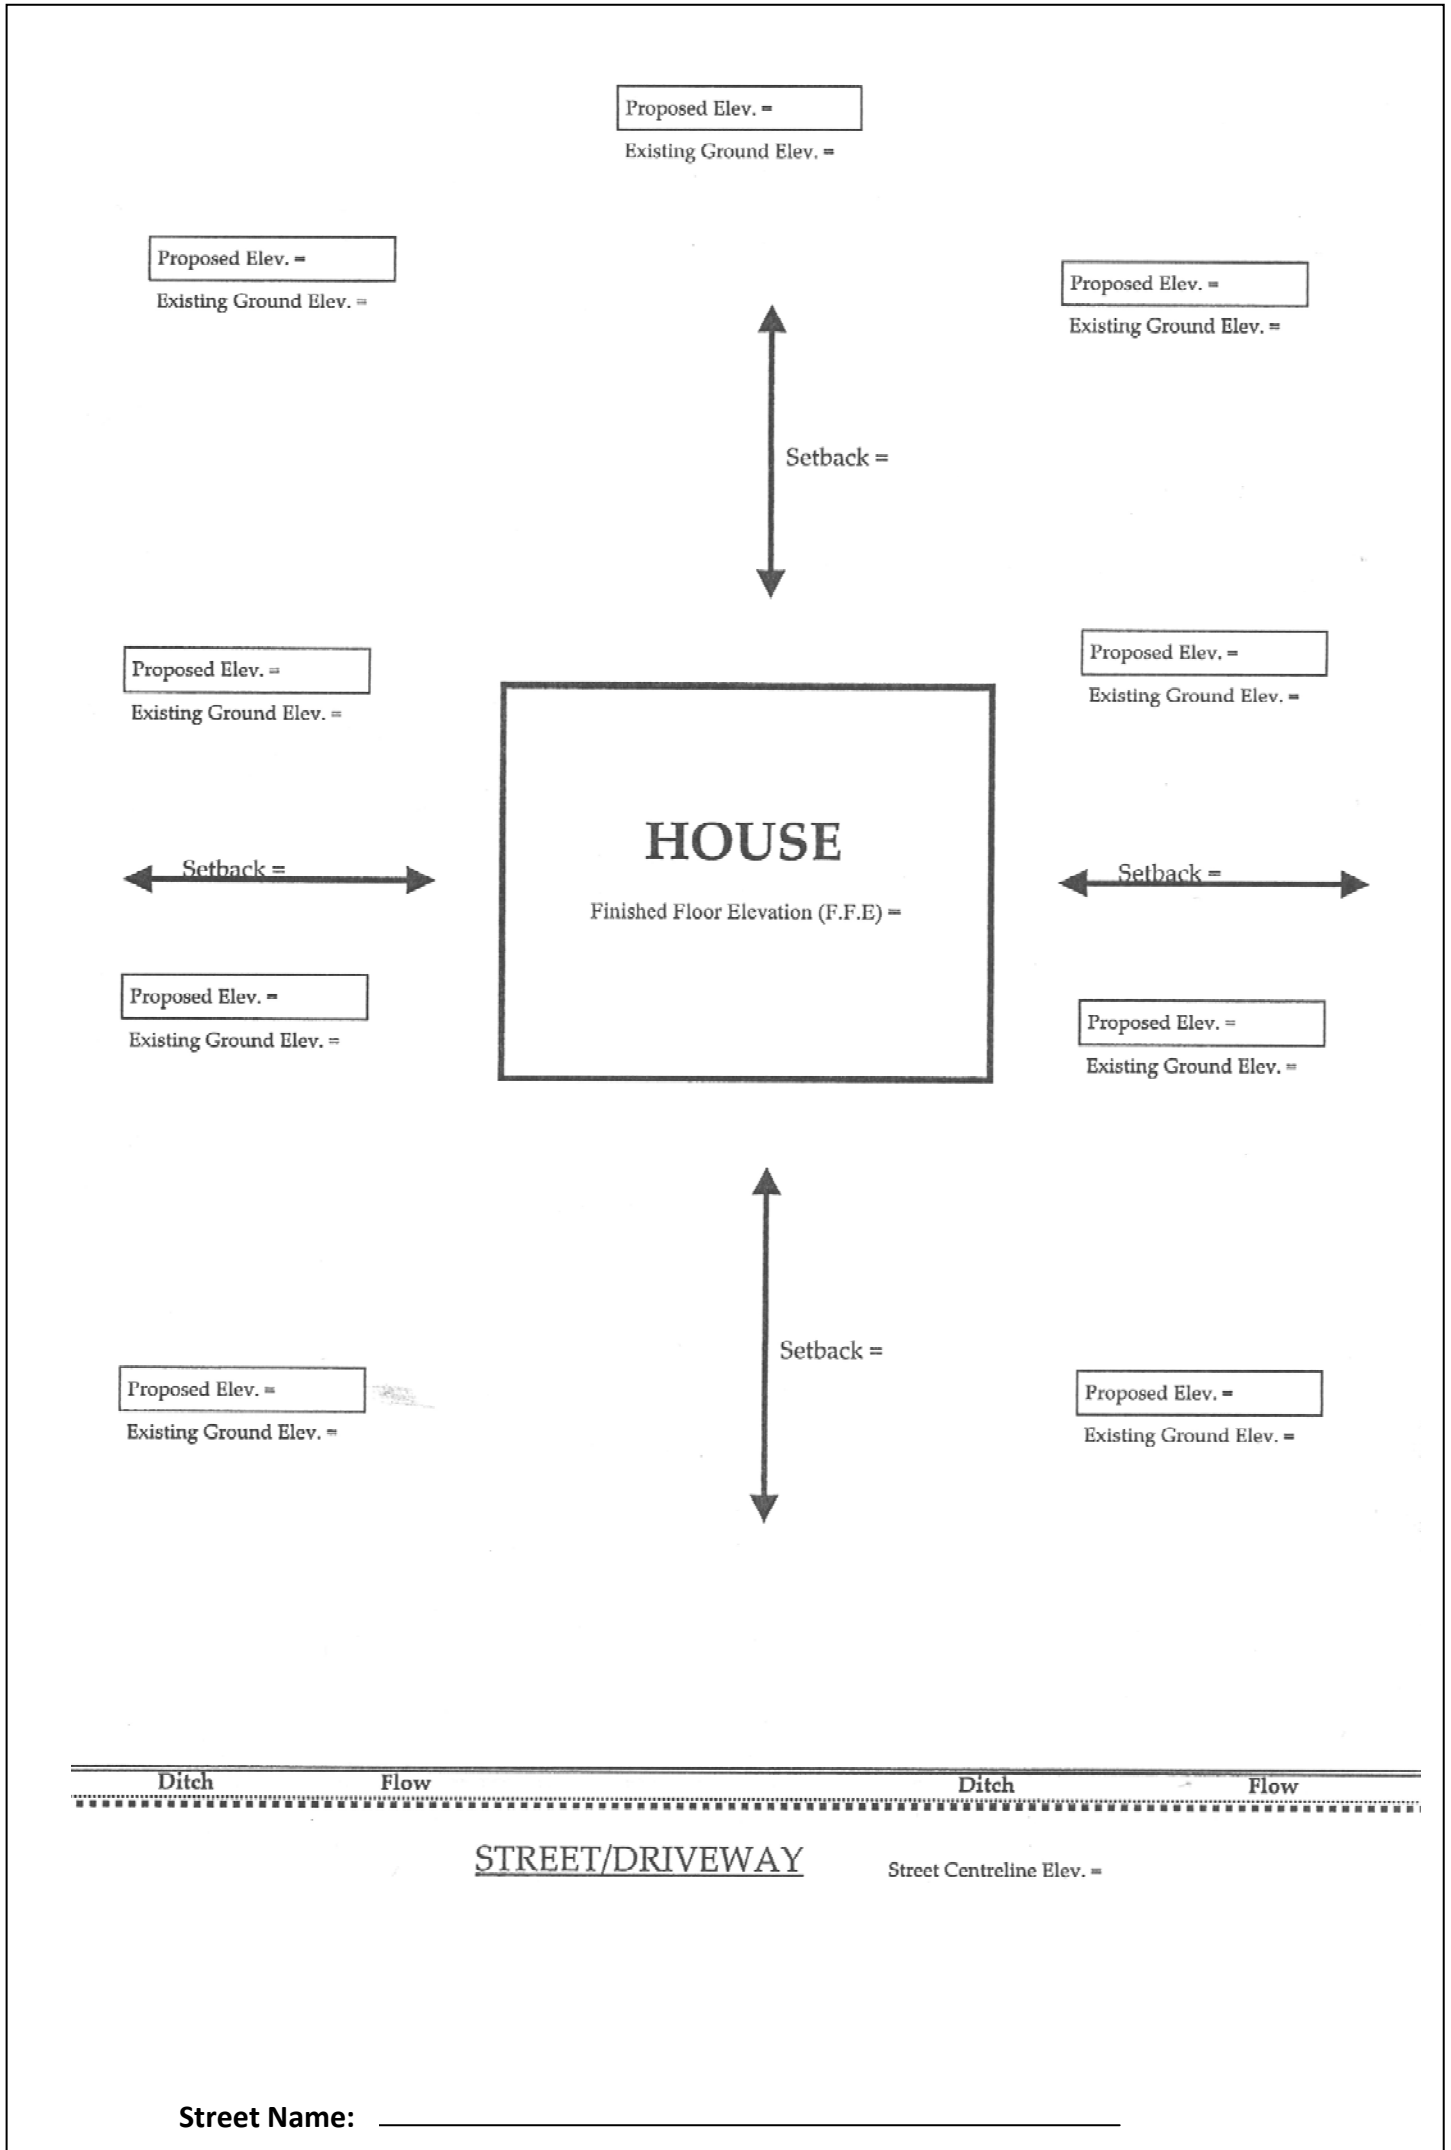 Proposed Elev. =
Existing Ground Elev. =
Proposed Elev. =
Existing Ground Elev. =
Proposed Elev. =
Existing Ground Elev. =
Setback =
Proposed Elev. =
Existing Ground Elev. =
Proposed Elev. =
Existing Ground Elev. =
HOUSE
Setback =
Setback =
Finished Floor Elevation (F.F.E) =
Proposed Elev. =
Existing Ground Elev. =
Proposed Elev. =
Existing Ground Elev. =
Setback =
Proposed Elev. =
Existing Ground Elev. =
Proposed Elev. =
Existing Ground Elev. =
Ditch Flow Ditch Flow
STREET/DRIVEWAY Street Centreline Elev. =
Street Name: